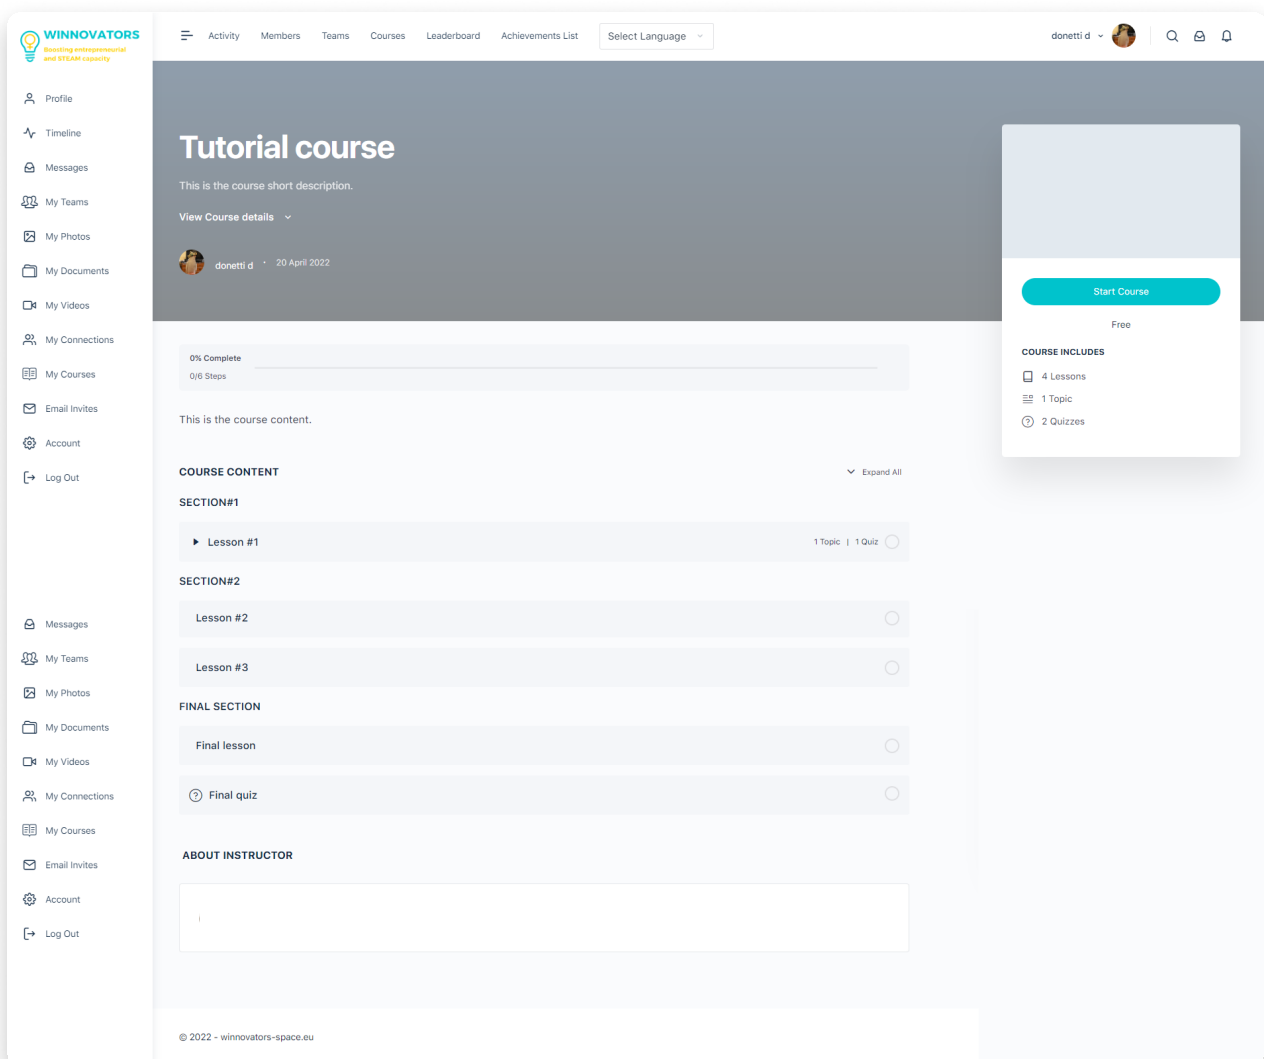 WINNOVATORS
Boosting entrepreneurial
and STEAM capacity
Activity
Members
Teams
Courses
Leaderboard
Achievements List
Select Language
donetti d
Profile
Timeline
Messages
My Teams
My Photos
My Documents
My Videos
My Connections
My Courses
Email Invites
Account
Log Out
Messages
My Teams
My Photos
My Documents
My Videos
My Connections
My Courses
Email Invites
Account
Log Out
Tutorial course
This is the course short description.
View Course details
donetti d · 20 April 2022
Start Course
Free
COURSE INCLUDES
4 Lessons
1 Topic
2 Quizzes
0% Complete
0/6 Steps
This is the course content.
COURSE CONTENT
Expand All
SECTION#1
Lesson #1
1 Topic | 1 Quiz
SECTION#2
Lesson #2
Lesson #3
FINAL SECTION
Final lesson
Final quiz
ABOUT INSTRUCTOR
© 2022 - winnovators-space.eu